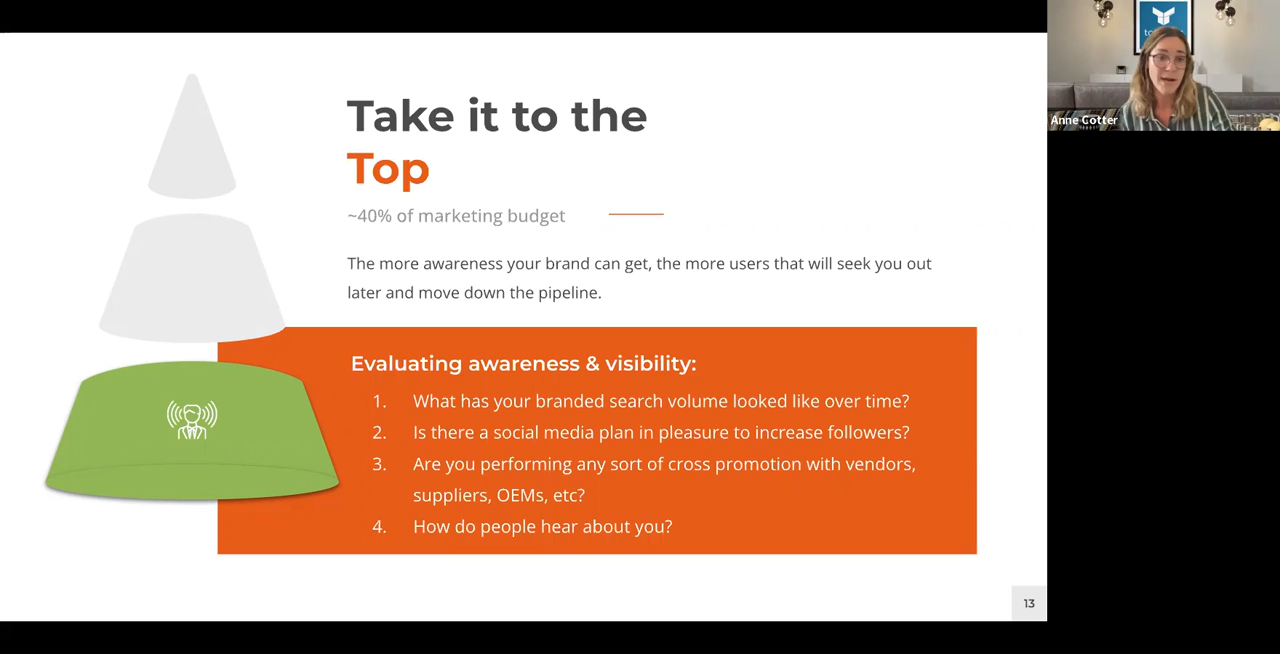 Take it to the
Top
~40% of marketing budget
The more awareness your brand can get, the more users that will seek you out
later and move down the pipeline.
Evaluating awareness & visibility:
1. What has your branded search volume looked like over time?
2. Is there a social media plan in pleasure to increase followers?
3. Are you performing any sort of cross promotion with vendors,
suppliers, OEMs, etc?
4. How do people hear about you?
13
Anne Cotter